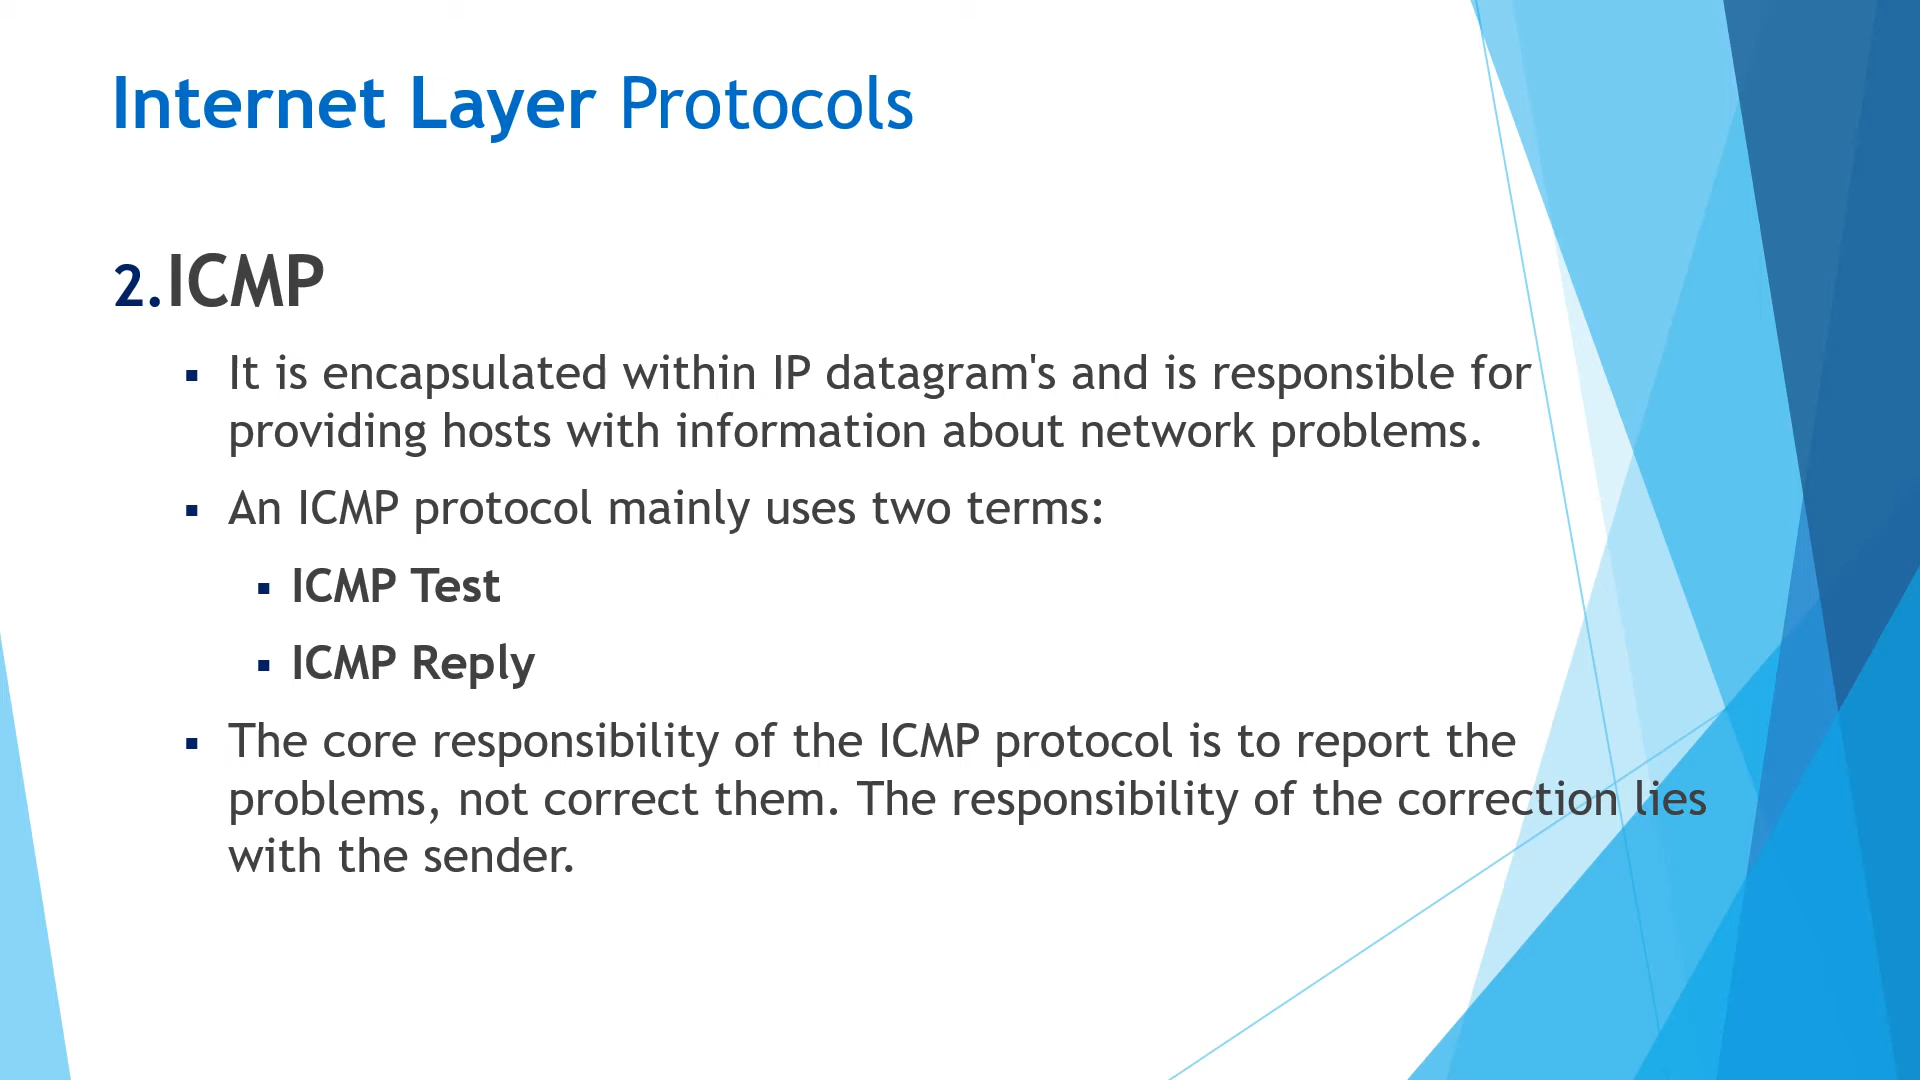 Internet Layer Protocols
2.ICMP
▪ It is encapsulated within IP datagram's and is responsible for
providing hosts with information about network problems.
▪ An ICMP protocol mainly uses two terms:
▪ ICMP Test
▪ ICMP Reply
▪ The core responsibility of the ICMP protocol is to report the
problems, not correct them. The responsibility of the correction lies
with the sender.